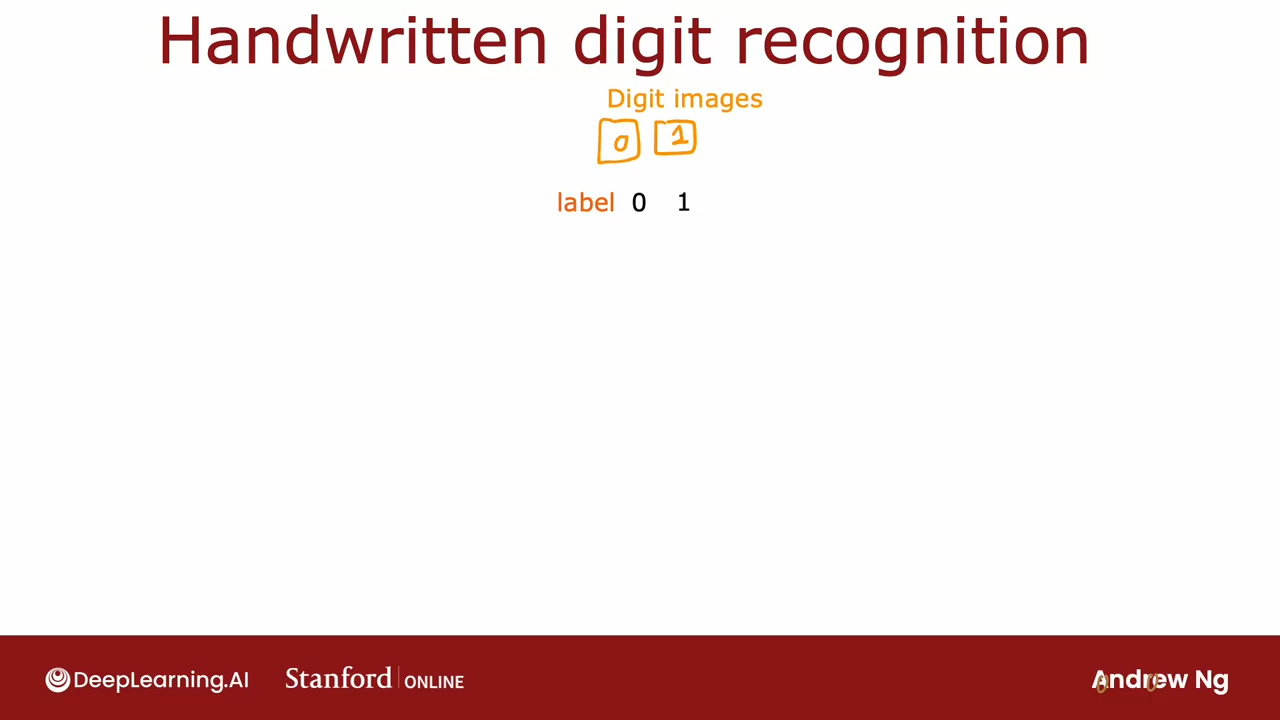 Handwritten digit recognition
Digit images
0 1
label 0 1
DeepLearning.AI Stanford ONLINE Andrew Ng